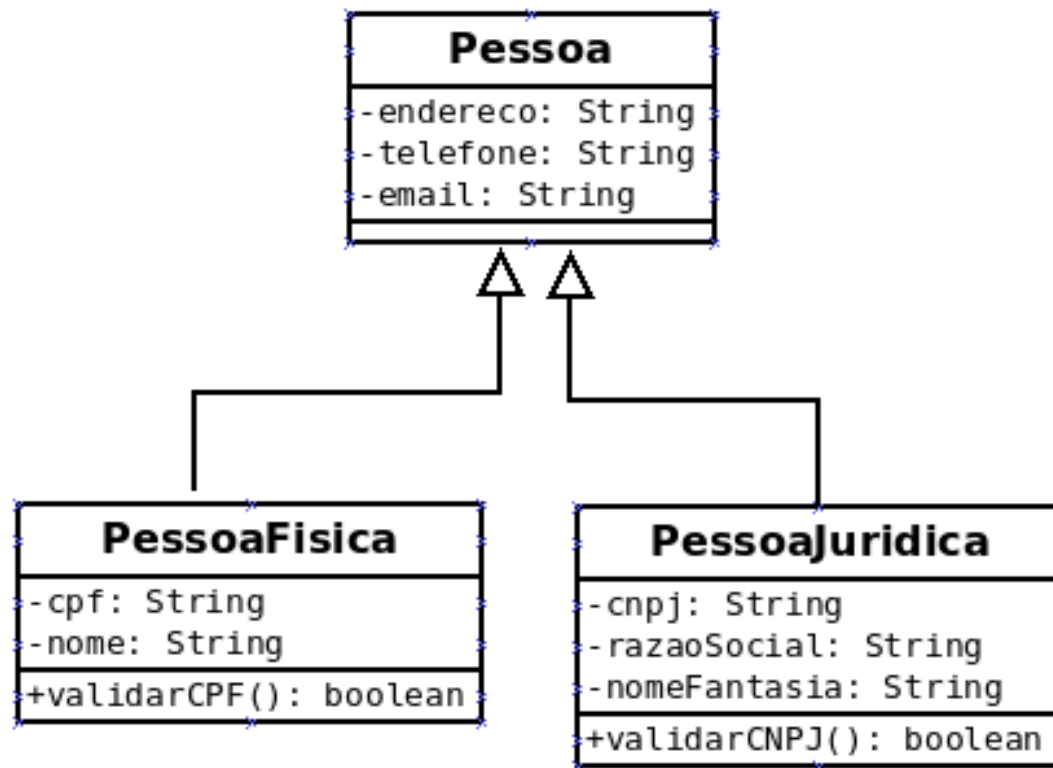 Pessoa
-endereco: String
-telefone: String
-email: String
PessoaFisica
-cpf: String
-nome: String
+validarCPF(): boolean
PessoaJuridica
-cnpj: String
-razaoSocial: String
-nomeFantasia: String
+validarCNPJ(): boolean